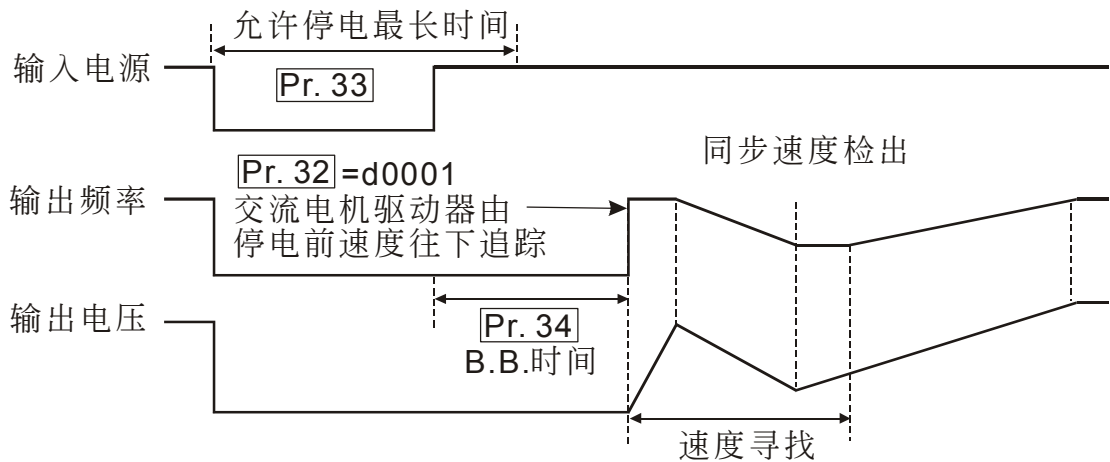 允许停电最长时间
输入电源
Pr. 33
同步速度检出
Pr. 32=d0001
输出频率
交流电机驱动器由
停电前速度往下追踪
输出电压
Pr. 34
B.B.时间
速度寻找